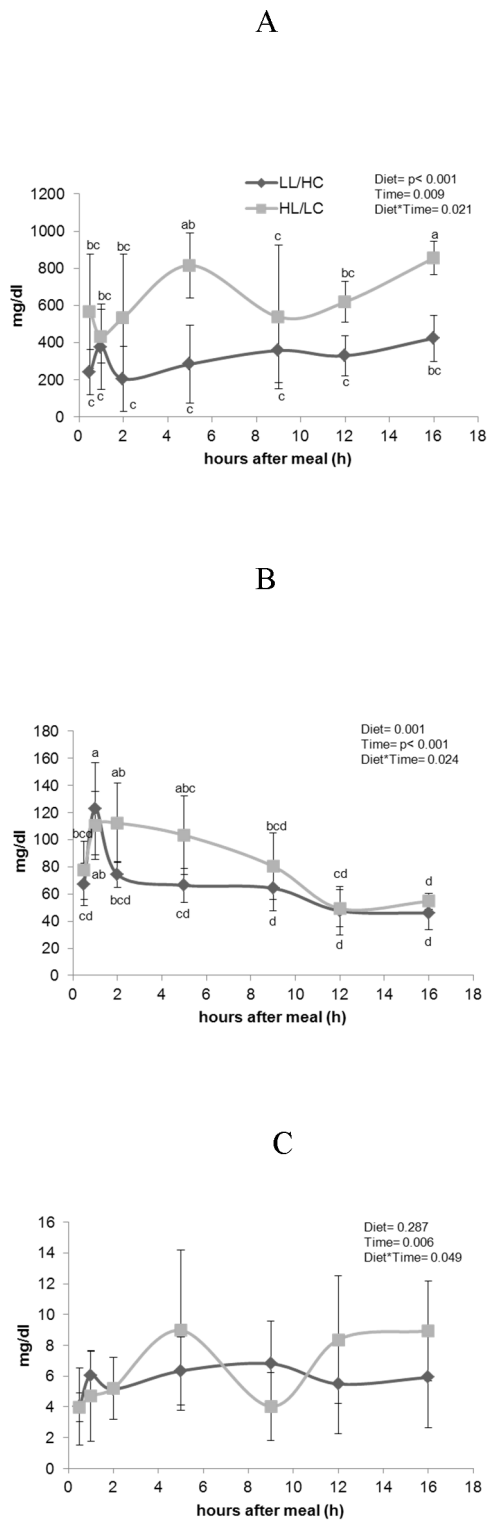 A
LL/HC
HL/LC
Diet= p< 0.001
Time= 0.009
Diet*Time= 0.021
1200
1000
800
600
400
200
0
mg/dl
bc
bc
bc
ab
c
bc
a
c
c
c
c
c
c
bc
0 2 4 6 8 10 12 14 16 18
hours after meal (h)
B
Diet= 0.001
Time= p< 0.001
Diet*Time= 0.024
180
160
140
120
100
80
60
40
20
0
mg/dl
a
ab
abc
bcd
bcd
cd
d
ab
cd
bcd
cd
d
d
d
0 2 4 6 8 10 12 14 16 18
hours after meal (h)
C
Diet= 0.287
Time= 0.006
Diet*Time= 0.049
16
14
12
10
8
6
4
2
0
mg/dl
0 2 4 6 8 10 12 14 16 18
hours after meal (h)